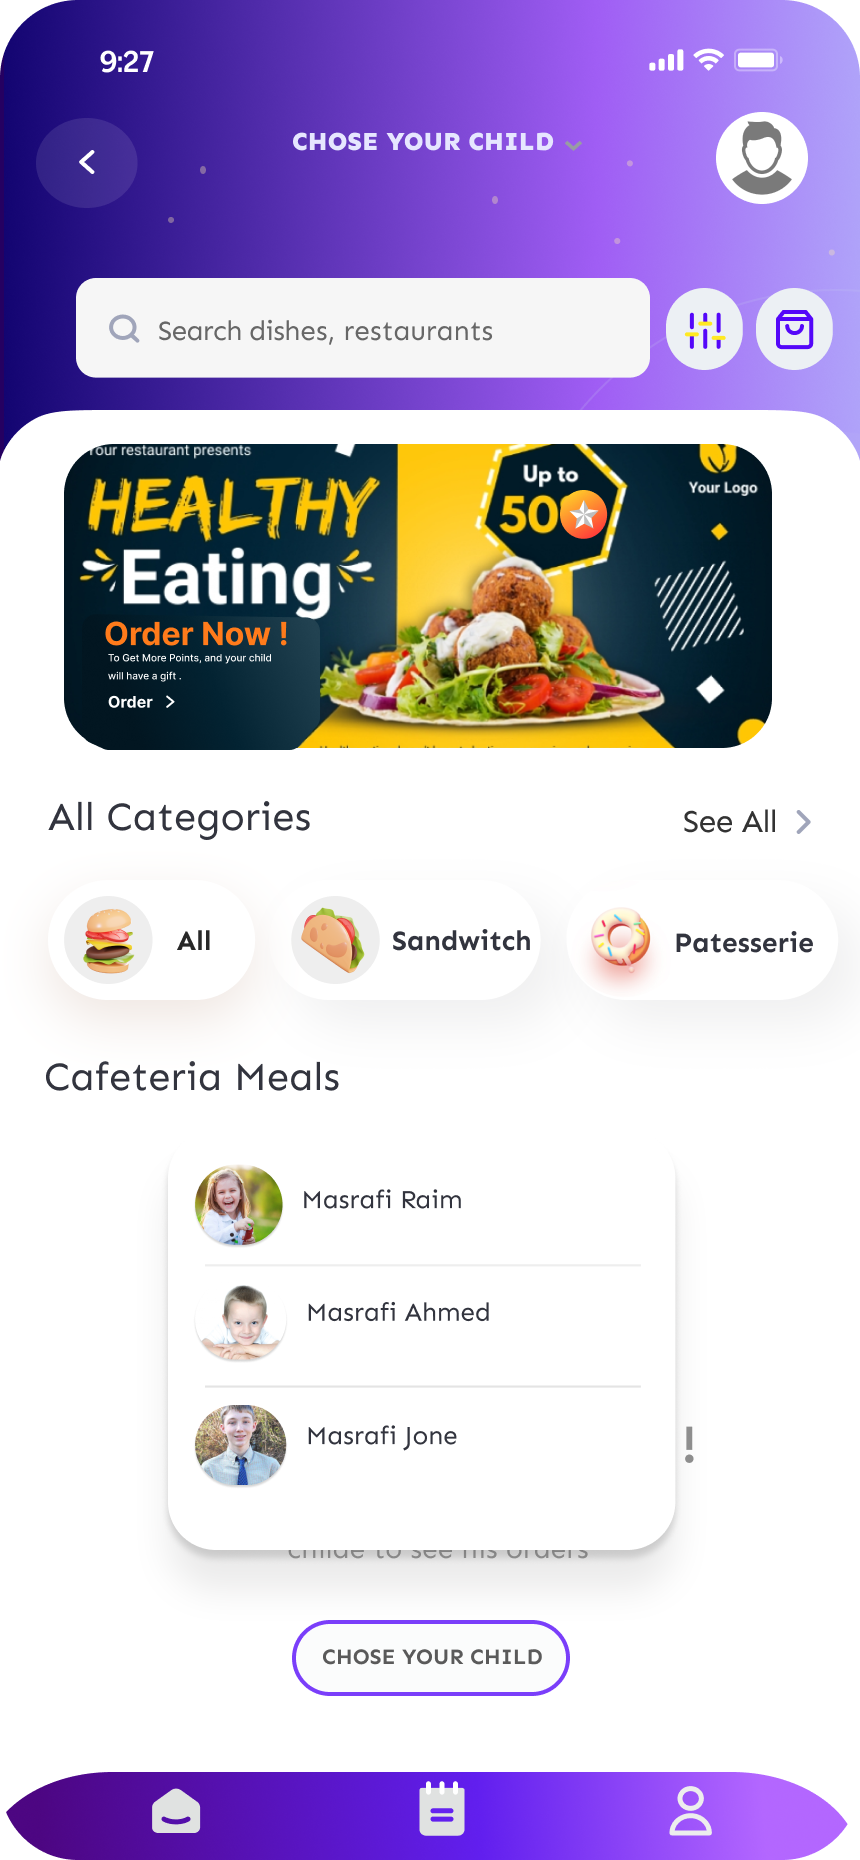 9:27
CHOSE YOUR CHILD
Search dishes, restaurants
Your restaurant presents
HEALTHY
Eating
Up to
50
Your Logo
Order Now !
To Get More Points, and your child
will have a gift .
Order
All Categories
See All
All
Sandwitch
Patesserie
Cafeteria Meals
Masrafi Raim
Masrafi Ahmed
Masrafi Jone
!
childe to see his orders
CHOSE YOUR CHILD